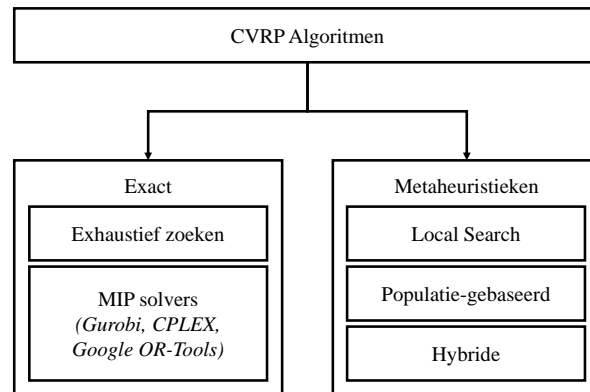 CVRP Algoritmen
Exact
Exhaustief zoeken
MIP solvers
(Gurobi, CPLEX,
Google OR-Tools)
Metaheuristieken
Local Search
Populatie-gebaseerd
Hybride